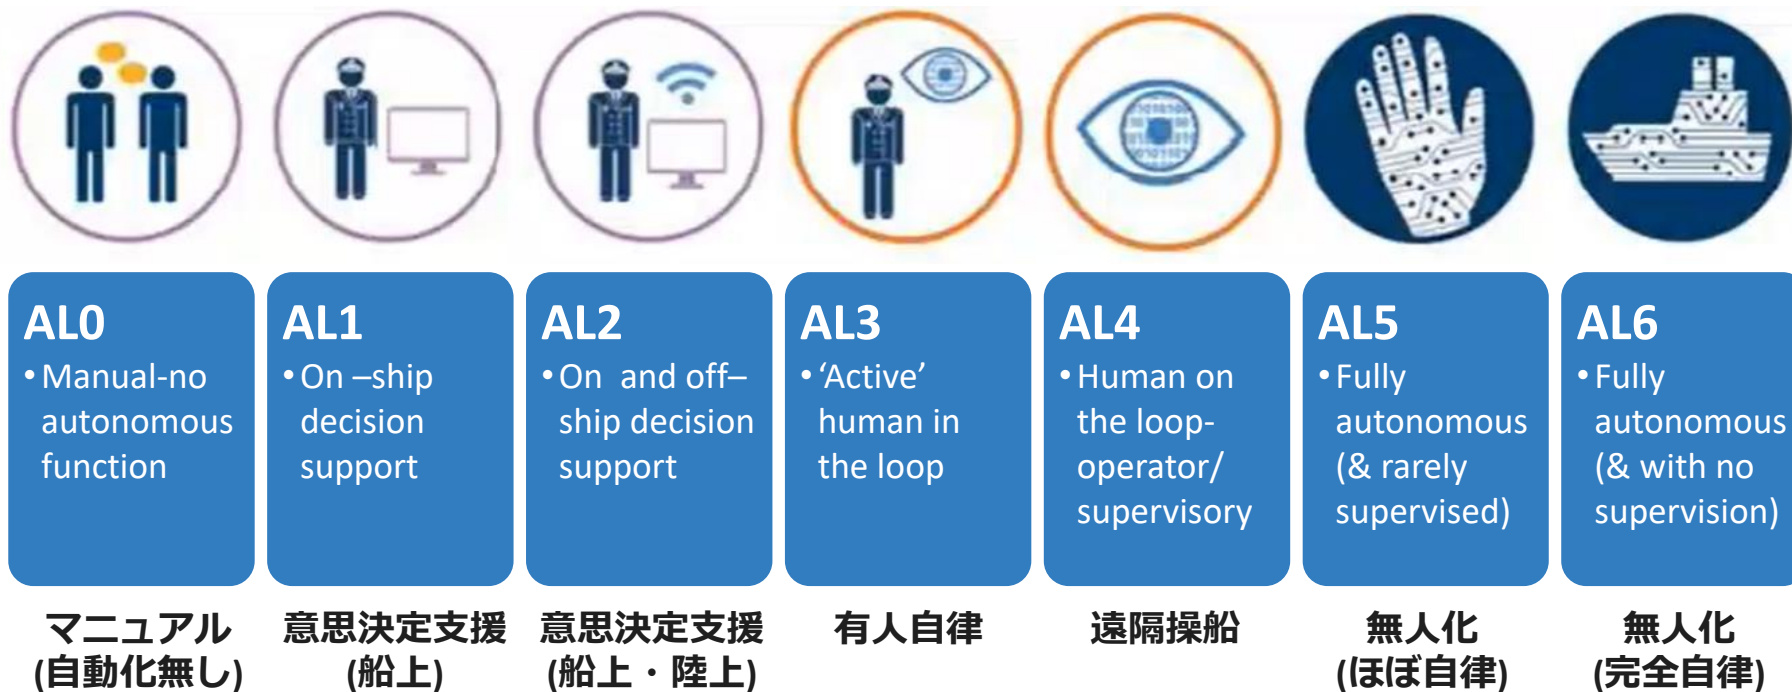 AL0
• Manual-no
autonomous
function
AL1
• On –ship
decision
support
AL2
• On and off–
ship decision
support
AL3
• ‘Active’
human in
the loop
AL4
• Human on
the loop-
operator/
supervisory
AL5
• Fully
autonomous
(& rarely
supervised)
AL6
• Fully
autonomous
(& with no
supervision)
マニュアル
(自動化無し)
意思決定支援
(船上)
意思決定支援
(船上・陸上)
有人自律
遠隔操船
無人化
(ほぼ自律)
無人化
(完全自律)